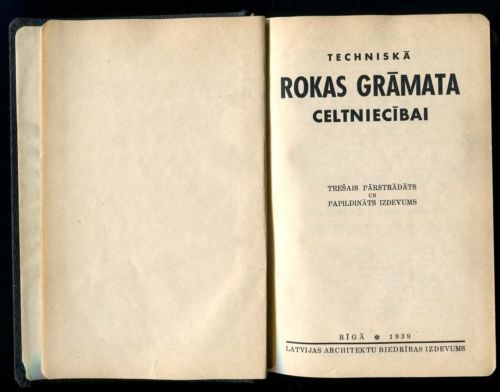 TECHNISKĀ
ROKAS GRĀMATA
CELTNIECĪBAI
TREŠAIS PĀRSTRĀDĀTS
UN
PAPILDINĀTS IZDEVUMS
RĪGĀ ● 1939
LATVIJAS ARCHITEKTU BIEDRĪBAS IZDEVUMS